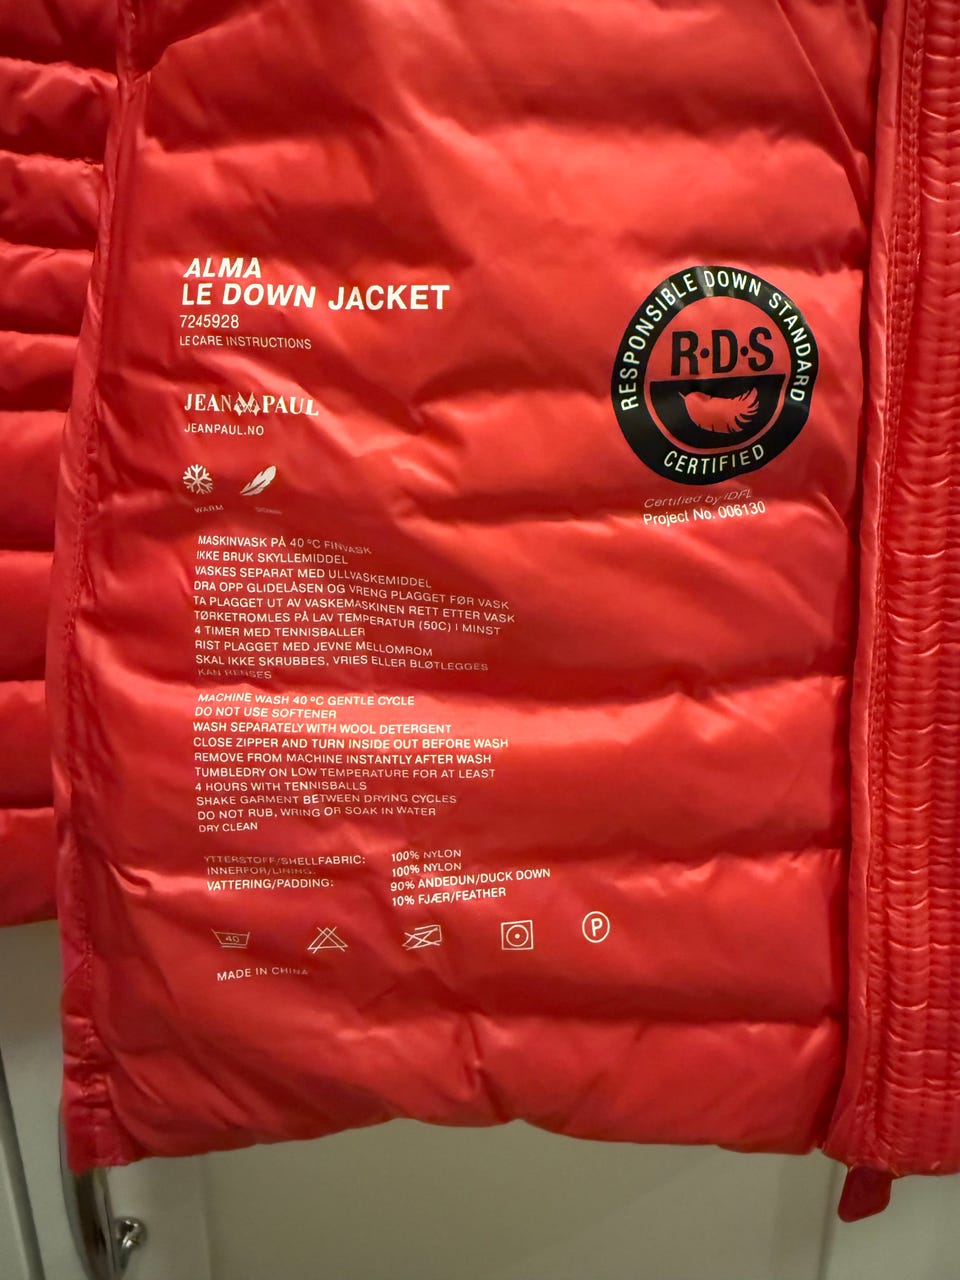 ALMA
LE DOWN JACKET
7245928
LE CARE INSTRUCTIONS
JEAN PAUL
JEANPAUL.NO
WARM
DOWN
RESPONSIBLE DOWN STANDARD
R·D·S
CERTIFIED
Certified by IDFL
Project No. 006130
MASKINVASK PÅ 40 °C FINVASK
IKKE BRUK SKYLLEMIDDEL
VASKES SEPARAT MED ULLVASKEMIDDEL
DRA OPP GLIDELÅSEN OG VRENG PLAGGET FØR VASK
TA PLAGGET UT AV VASKEMASKINEN RETT ETTER VASK
TØRKETROMLES PÅ LAV TEMPERATUR (50C) I MINST
4 TIMER MED TENNISBALLER
RIST PLAGGET MED JEVNE MELLOMROM
SKAL IKKE SKRUBBES, VRIES ELLER BLØTLEGGES
KAN RENSES
MACHINE WASH 40 °C GENTLE CYCLE
DO NOT USE SOFTENER
WASH SEPARATELY WITH WOOL DETERGENT
CLOSE ZIPPER AND TURN INSIDE OUT BEFORE WASH
REMOVE FROM MACHINE INSTANTLY AFTER WASH
TUMBLEDRY ON LOW TEMPERATURE FOR AT LEAST
4 HOURS WITH TENNISBALLS
SHAKE GARMENT BETWEEN DRYING CYCLES
DO NOT RUB, WRING OR SOAK IN WATER
DRY CLEAN
YTTERSTOFF/SHELLFABRIC: 100% NYLON
INNERFOR/LINING: 100% NYLON
VATTERING/PADDING: 90% ANDEDUN/DUCK DOWN
10% FJÆR/FEATHER
40
P
MADE IN CHINA